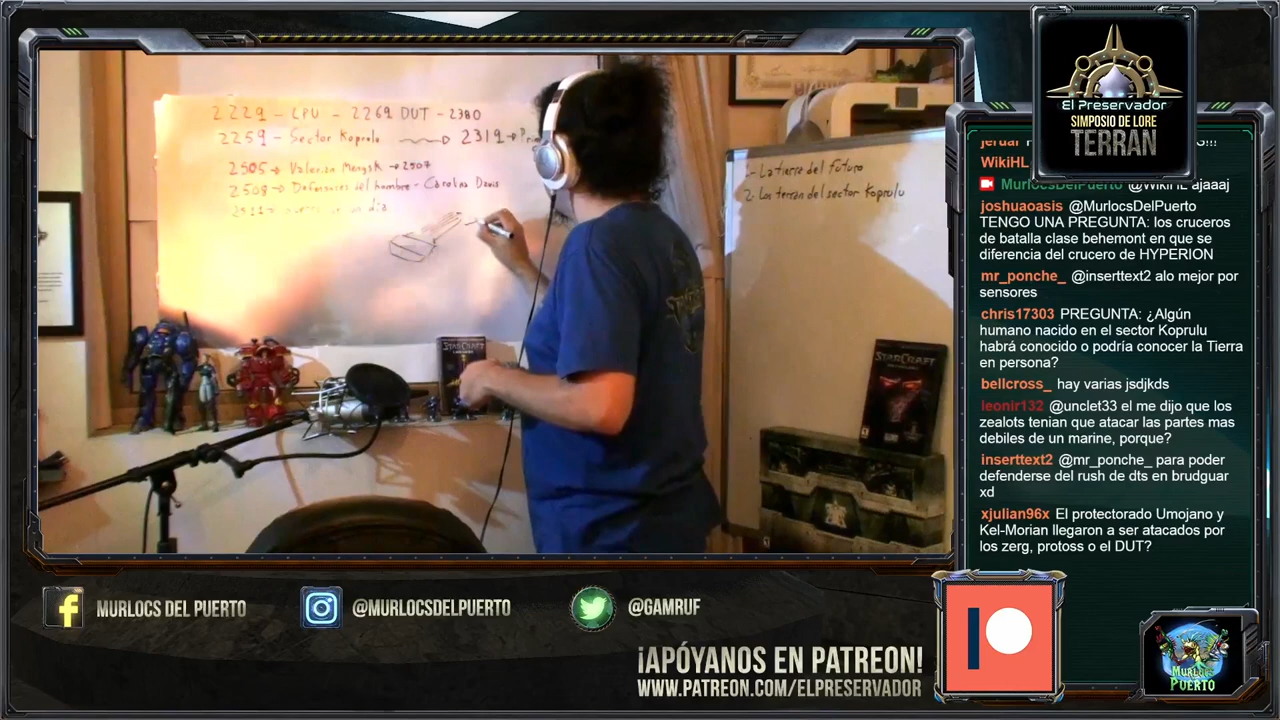 2229 - CPU - 2269 DUT - 2380
2259 - Sector Koprulo 2319 →
2505 → Valerian Mengsk → 2507
2508 → Defensores del hombre - Carolina Davis
1.- La tierra del futuro
2. Los terran del sector Koprulu
STARCRAFT
STARCRAFT
El Preservador
SIMPOSIO DE LORE
TERRAN
WikiHL
MurlocsDelPuerto @WikiHL ajaaaj
joshuaoasis @MurlocsDelPuerto
TENGO UNA PREGUNTA: los cruceros
de batalla clase behemont en que se
diferencia del crucero de HYPERION
mr_ponche_ @inserttext2 alo mejor por
sensores
chris17303 PREGUNTA: ¿Algún
humano nacido en el sector Koprulu
habrá conocido o podría conocer la Tierra
en persona?
bellcross_ hay varias jsdjkds
leonir132 @unclet33 el me dijo que los
zealots tenian que atacar las partes mas
debiles de un marine, porque?
inserttext2 @mr_ponche_ para poder
defenderse del rush de dts en brudguar
xd
xjulian96x El protectorado Umojano y
Kel-Morian llegaron a ser atacados por
los zerg, protoss o el DUT?
MURLOCS DEL PUERTO
@MURLOCSDELPUERTO
@GAMRUF
¡APÓYANOS EN PATREON!
WWW.PATREON.COM/ELPRESERVADOR
MURLOCS
PUERTO